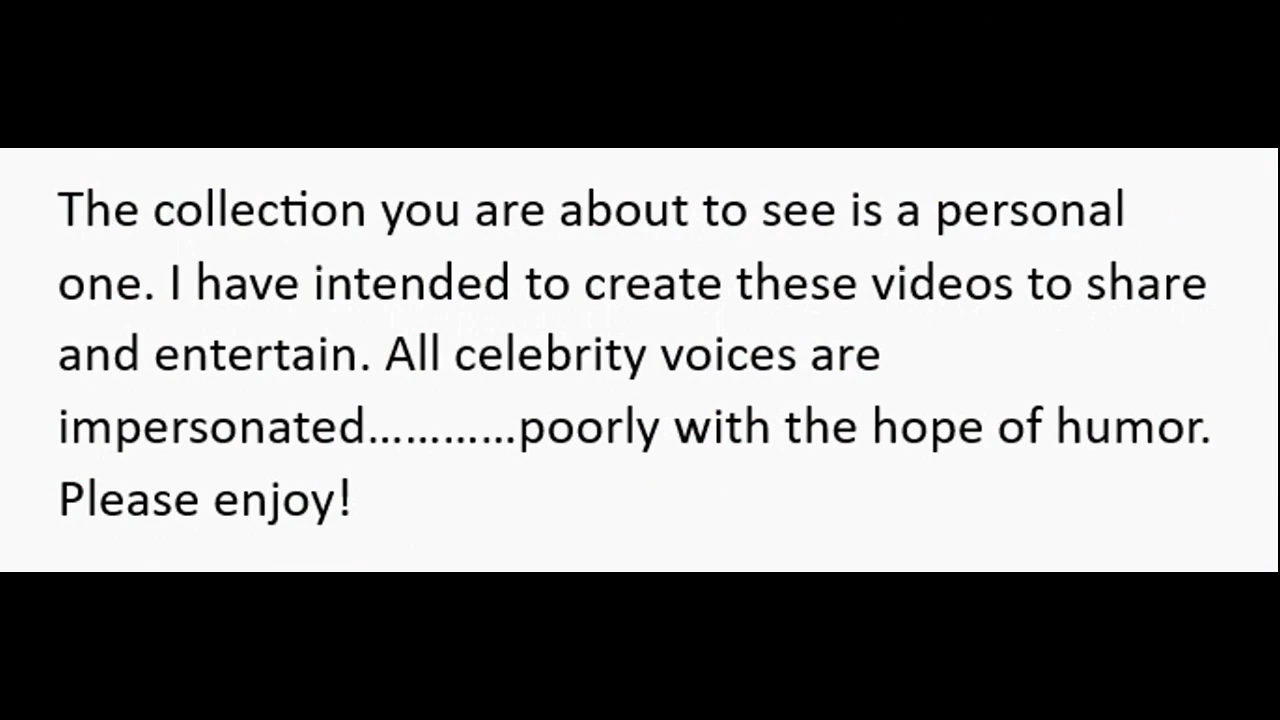 The collection you are about to see is a personal
one. I have intended to create these videos to share
and entertain. All celebrity voices are
impersonated............poorly with the hope of humor.
Please enjoy!